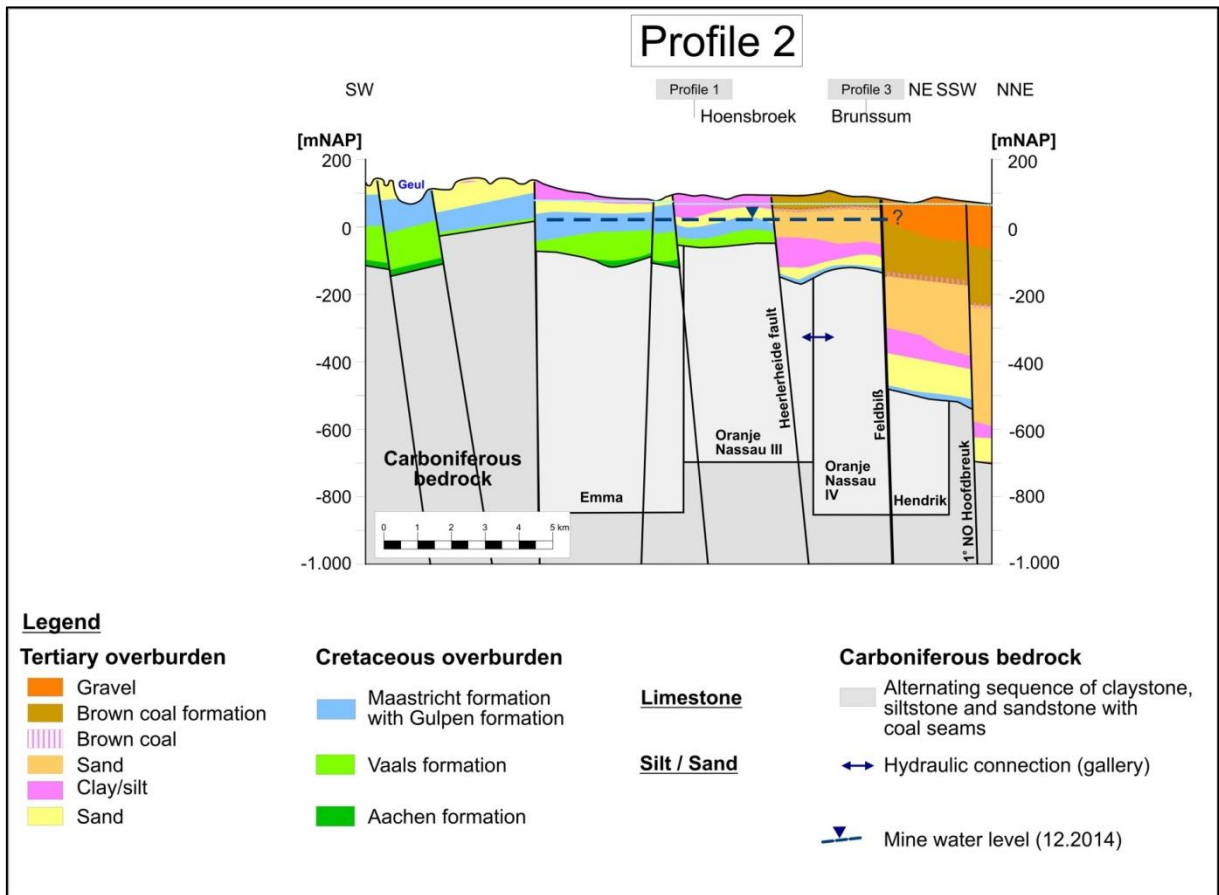 Profile 2
SW
Profile 1
Profile 3
NE SSW
NNE
Hoensbroek
Brunssum
[mNAP]
[mNAP]
200
0
-200
-400
-600
-800
-1.000
200
0
-200
-400
-600
-800
-1.000
Geul
?
Heerlerheide fault
Feldbiß
1° NO Hoofdbreuk
Carboniferous
bedrock
Emma
Oranje
Nassau III
Oranje
Nassau
IV
Hendrik
0 1 2 3 4 5 km
Legend
Tertiary overburden
Gravel
Brown coal formation
Brown coal
Sand
Clay/silt
Sand
Cretaceous overburden
Maastricht formation
with Gulpen formation
Vaals formation
Aachen formation
Limestone
Silt / Sand
Carboniferous bedrock
Alternating sequence of claystone,
siltstone and sandstone with
coal seams
Hydraulic connection (gallery)
Mine water level (12.2014)